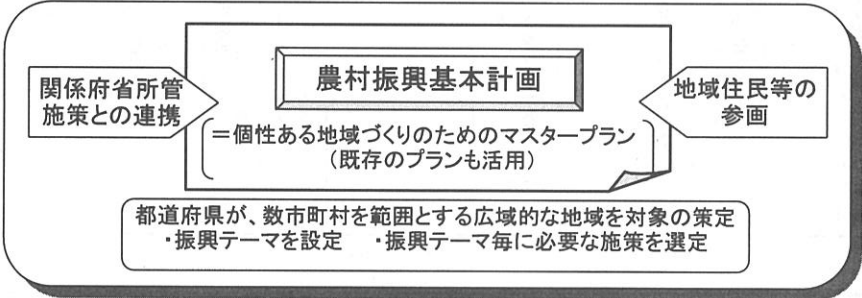 農村振興基本計画
関係府省所管
施策との連携
地域住民等の
参画
=個性ある地域づくりのためのマスタープラン
(既存のプランも活用)
都道府県が、数市町村を範囲とする広域的な地域を対象の策定
・振興テーマを設定 ・振興テーマ毎に必要な施策を選定